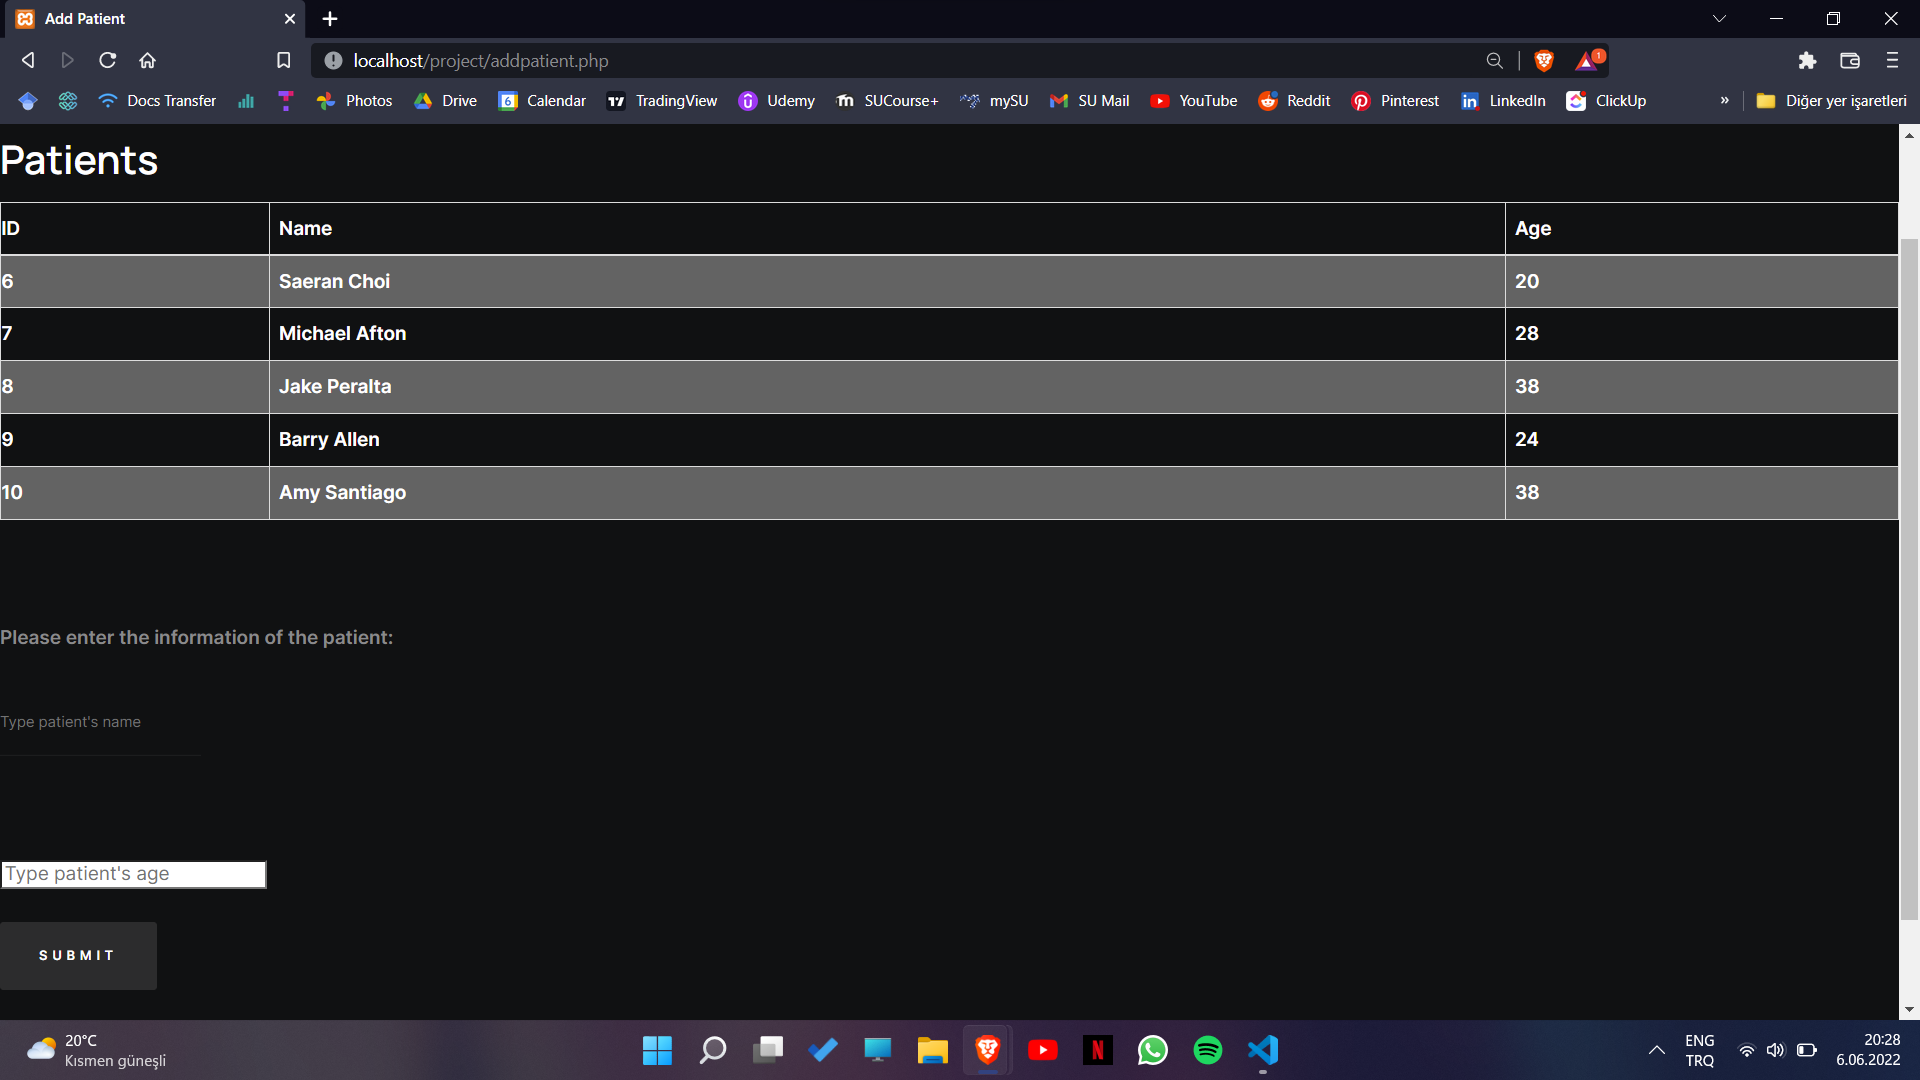 Add Patient
localhost/project/addpatient.php
1
Docs Transfer Photos Drive 6 Calendar TradingView Udemy SUCourse+ mySU SU Mail YouTube Reddit Pinterest LinkedIn ClickUp » Diğer yer işaretleri
Patients
ID Name Age
6 Saeran Choi 20
7 Michael Afton 28
8 Jake Peralta 38
9 Barry Allen 24
10 Amy Santiago 38
Please enter the information of the patient:
Type patient's name
Type patient's age
SUBMIT
20°C
Kısmen güneşli
ENG
TRQ
20:28
6.06.2022